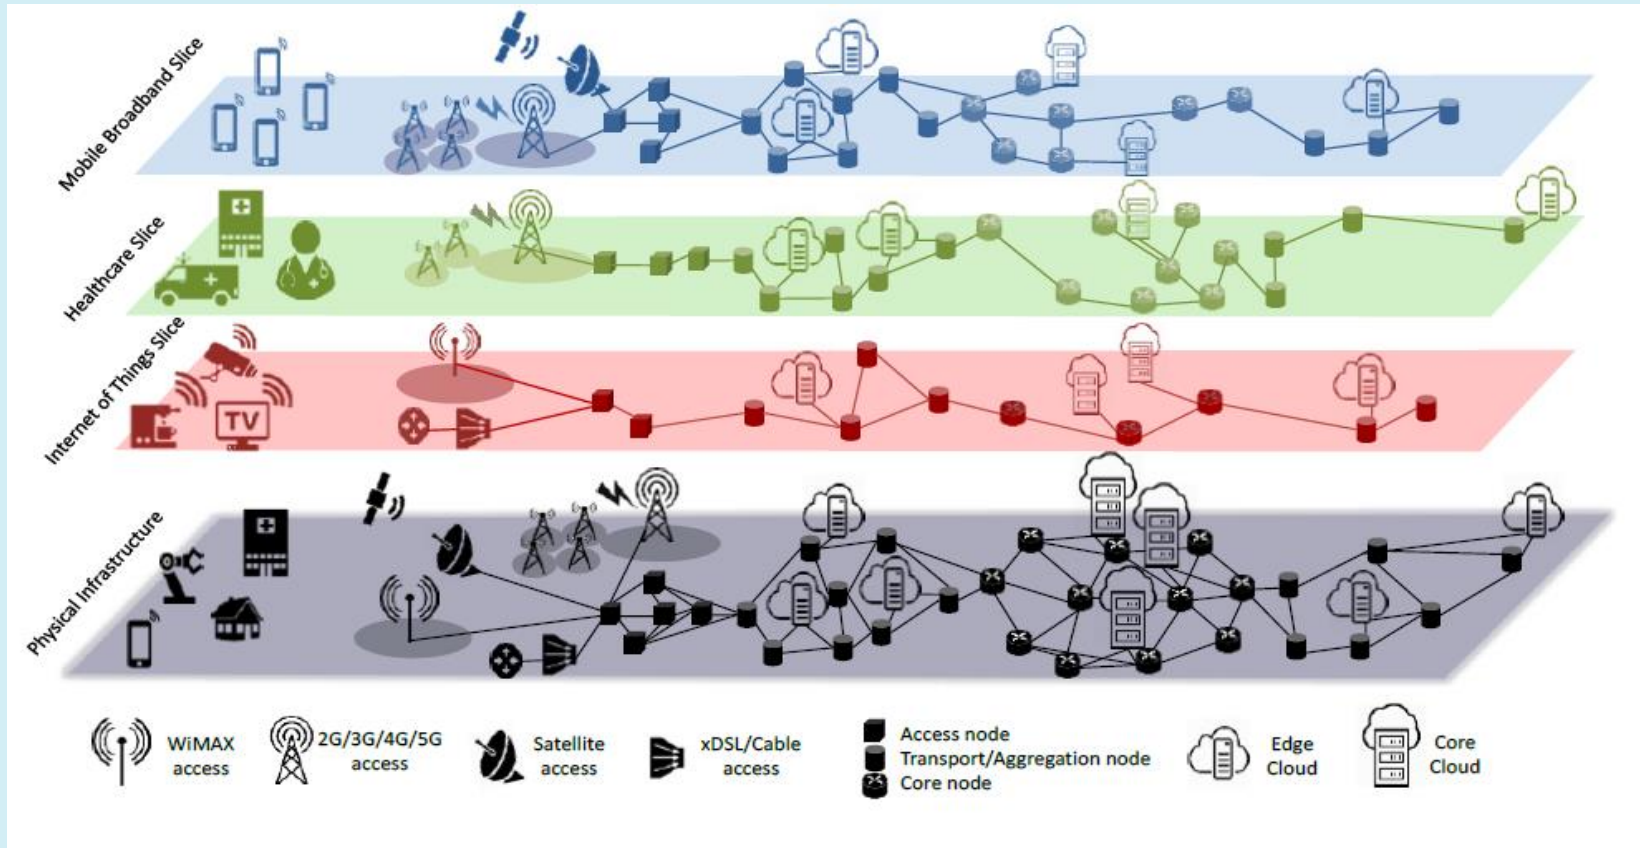 Mobile Broadband Slice
Healthcare Slice
Internet of Things Slice
TV
Physical Infrastructure
WiMAX
access
2G/3G/4G/5G
access
Satellite
access
xDSL/Cable
access
Access node
Transport/Aggregation node
Core node
Edge
Cloud
Core
Cloud